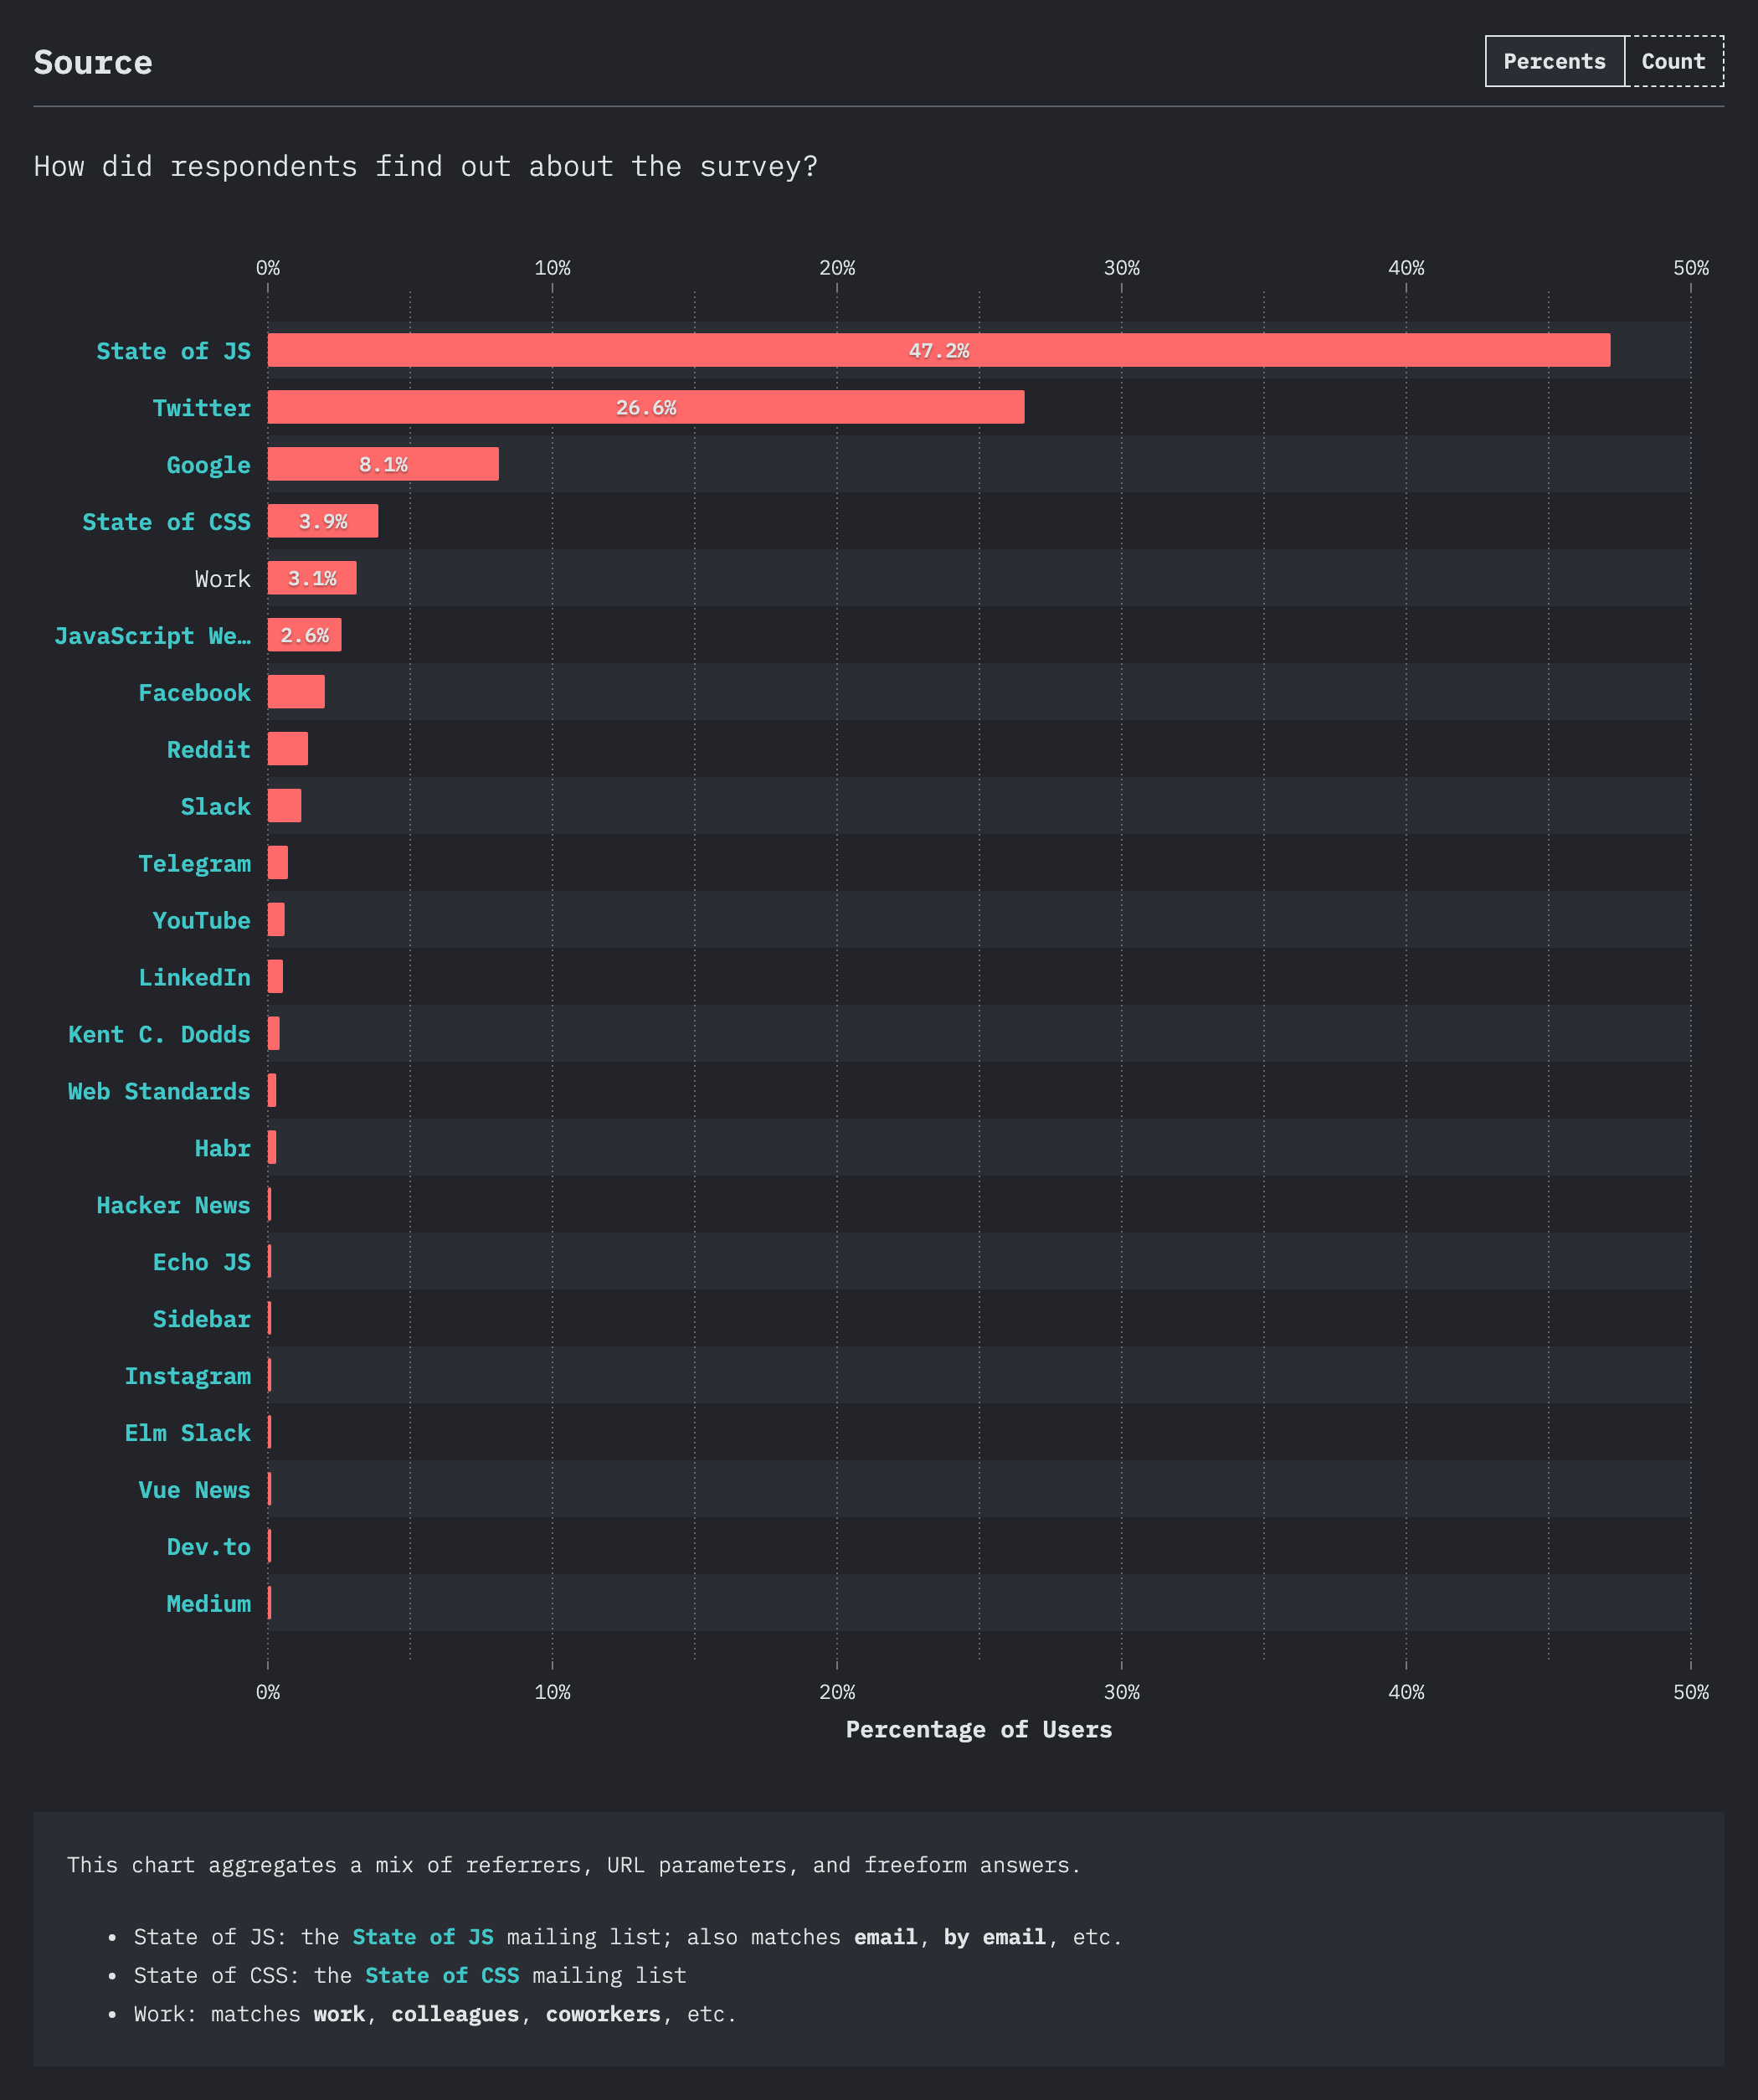 Source
Percents Count
How did respondents find out about the survey?
0% 10% 20% 30% 40% 50%
State of JS 47.2%
Twitter 26.6%
Google 8.1%
State of CSS 3.9%
Work 3.1%
JavaScript We… 2.6%
Facebook
Reddit
Slack
Telegram
YouTube
LinkedIn
Kent C. Dodds
Web Standards
Habr
Hacker News
Echo JS
Sidebar
Instagram
Elm Slack
Vue News
Dev.to
Medium
0% 10% 20% 30% 40% 50%
Percentage of Users
This chart aggregates a mix of referrers, URL parameters, and freeform answers.
• State of JS: the State of JS mailing list; also matches email, by email, etc.
• State of CSS: the State of CSS mailing list
• Work: matches work, colleagues, coworkers, etc.